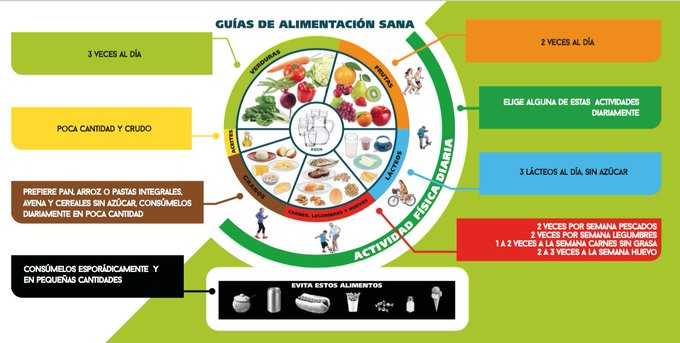 GUÍAS DE ALIMENTACIÓN SANA
3 VECES AL DÍA
2 VECES AL DÍA
VERDURAS
FRUTAS
ELIGE ALGUNA DE ESTAS ACTIVIDADES
DIARIAMENTE
POCA CANTIDAD Y CRUDO
ACEITES
AGUA
LÁCTEOS
3 LÁCTEOS AL DÍA. SIN AZÚCAR
GRANOS
PREFIERE PAN, ARROZ O PASTAS INTEGRALES,
AVENA Y CEREALES SIN AZÚCAR. CONSÚMELOS
DIARIAMENTE EN POCA CANTIDAD
CARNES, LEGUMBRES Y HUEVOS
ACTIVIDAD FÍSICA DIARIA
2 VECES POR SEMANA PESCADOS
2 VECES POR SEMANA LEGUMBRES
1 A 2 VECES A LA SEMANA CARNES SIN GRASA
2 A 3 VECES A LA SEMANA HUEVO
CONSÚMELOS ESPORÁDICAMENTE Y
EN PEQUEÑAS CANTIDADES
EVITA ESTOS ALIMENTOS